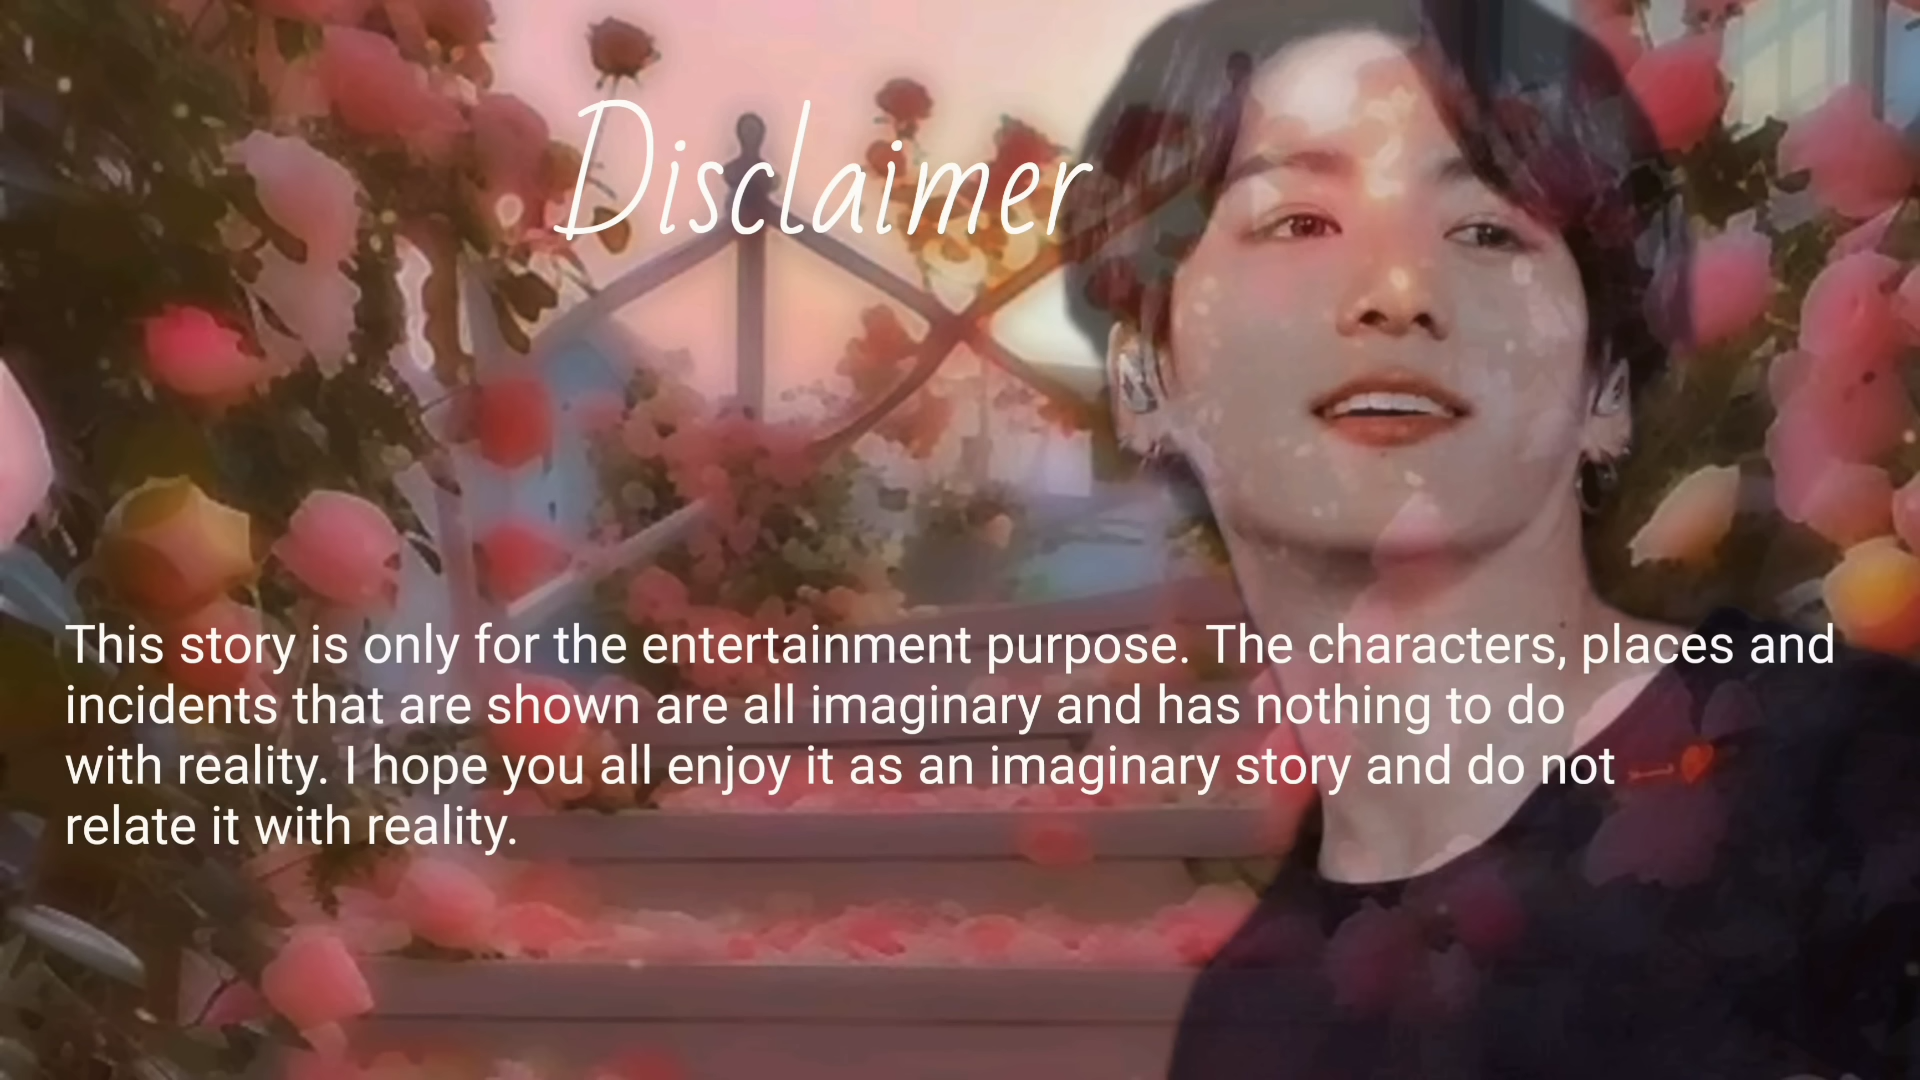 Disclaimer
This story is only for the entertainment purpose. The characters, places and
incidents that are shown are all imaginary and has nothing to do
with reality. I hope you all enjoy it as an imaginary story and do not
relate it with reality.